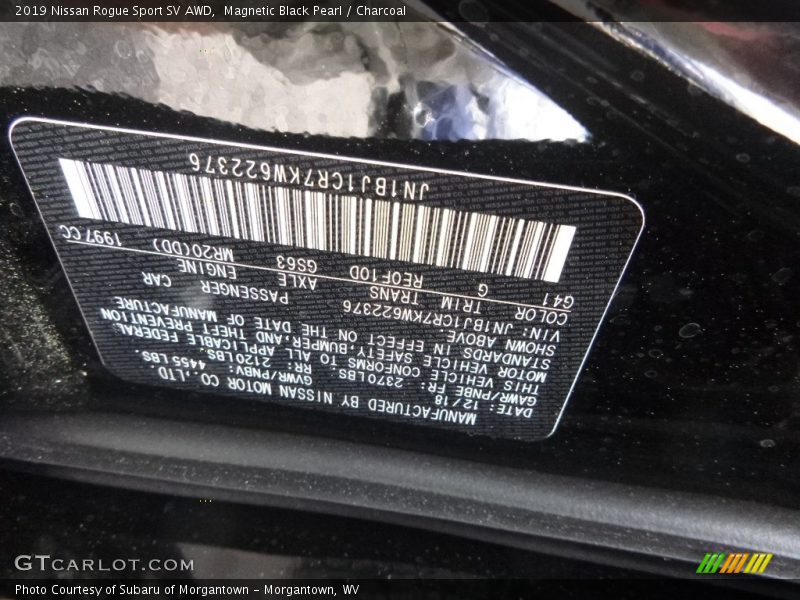 2019 Nissan Rogue Sport SV AWD, Magnetic Black Pearl / Charcoal
MANUFACTURED BY NISSAN MOTOR CO.,LTD.
DATE: 12/18 GVWR/PNBV: 4455 LBS.
GAWR/PNBE FR: 2370LBS. RR: 2120LBS.
THIS VEHICLE CONFORMS TO ALL APPLICABLE FEDERAL
MOTOR VEHICLE SAFETY,BUMPER,AND THEFT PREVENTION
STANDARDS IN EFFECT ON THE DATE OF MANUFACTURE
SHOWN ABOVE
VIN: JN1BJ1CR7KW622376 PASSENGER CAR
COLOR TRIM TRANS AXLE ENGINE
G41 G RE0F10D GS63 MR20(DD) 1997 CC
JN1BJ1CR7KW622376
GTCARLOT.COM
Photo Courtesy of Subaru of Morgantown - Morgantown, WV